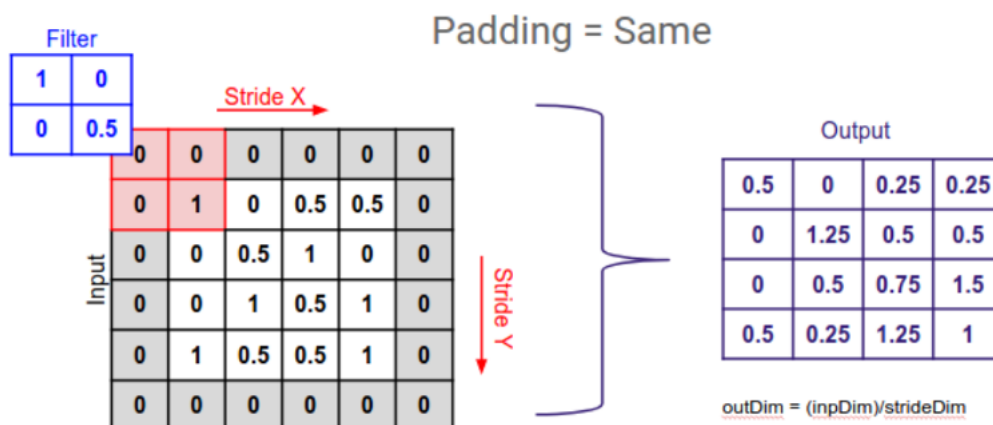 Padding = Same
Filter
1 0
0 0.5
Stride X
Input
0 0 0 0 0 0
0 1 0 0.5 0.5 0
0 0 0.5 1 0 0
0 0 1 0.5 1 0
0 1 0.5 0.5 1 0
0 0 0 0 0 0
Stride Y
Output
0.5 0 0.25 0.25
0 1.25 0.5 0.5
0 0.5 0.75 1.5
0.5 0.25 1.25 1
outDim = (inpDim)/strideDim